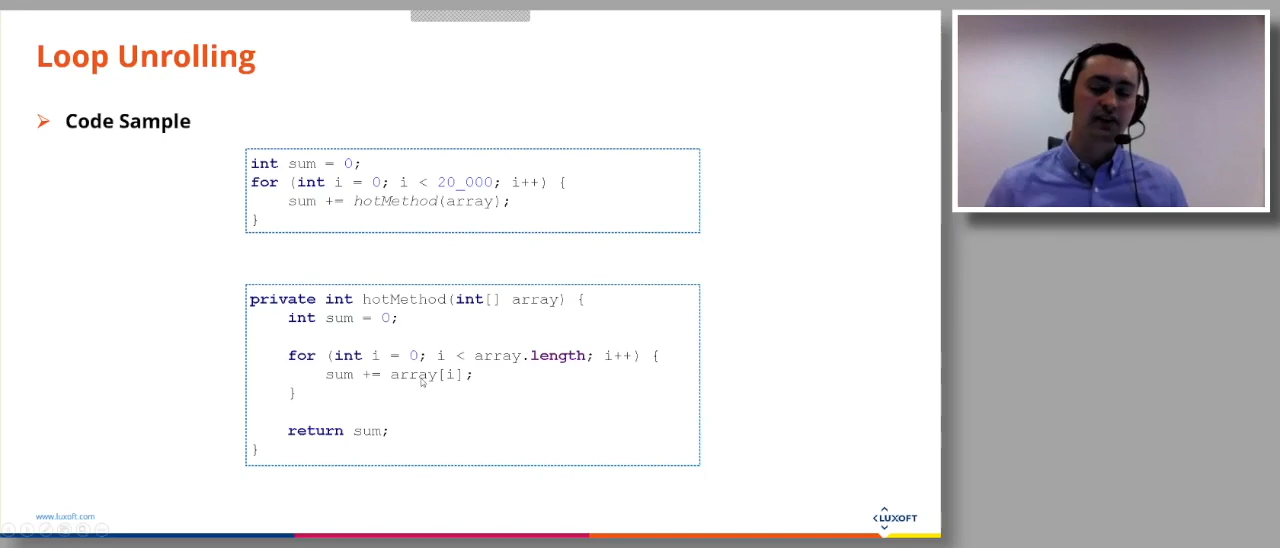 Loop Unrolling
Code Sample
int sum = 0;
for (int i = 0; i < 20_000; i++) {
sum += hotMethod(array);
}
private int hotMethod(int[] array) {
int sum = 0;
for (int i = 0; i < array.length; i++) {
sum += array[i];
}
return sum;
}
www.luxoft.com
LUXOFT